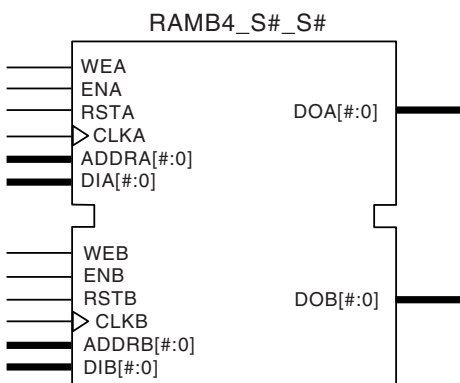 RAMB4_S#_S#
WEA
ENA
RSTA
CLKA
ADDRA[#:0]
DIA[#:0]
DOA[#:0]
WEB
ENB
RSTB
CLKB
ADDRB[#:0]
DIB[#:0]
DOB[#:0]